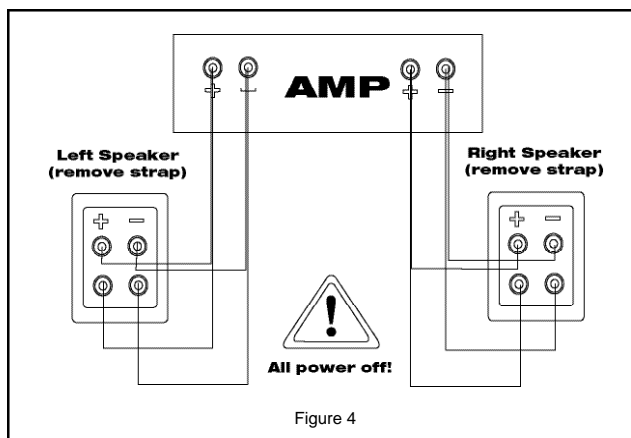 AMP
+ − + −
Left Speaker
(remove strap)
Right Speaker
(remove strap)
+ −
+ −
!
All power off!
Figure 4